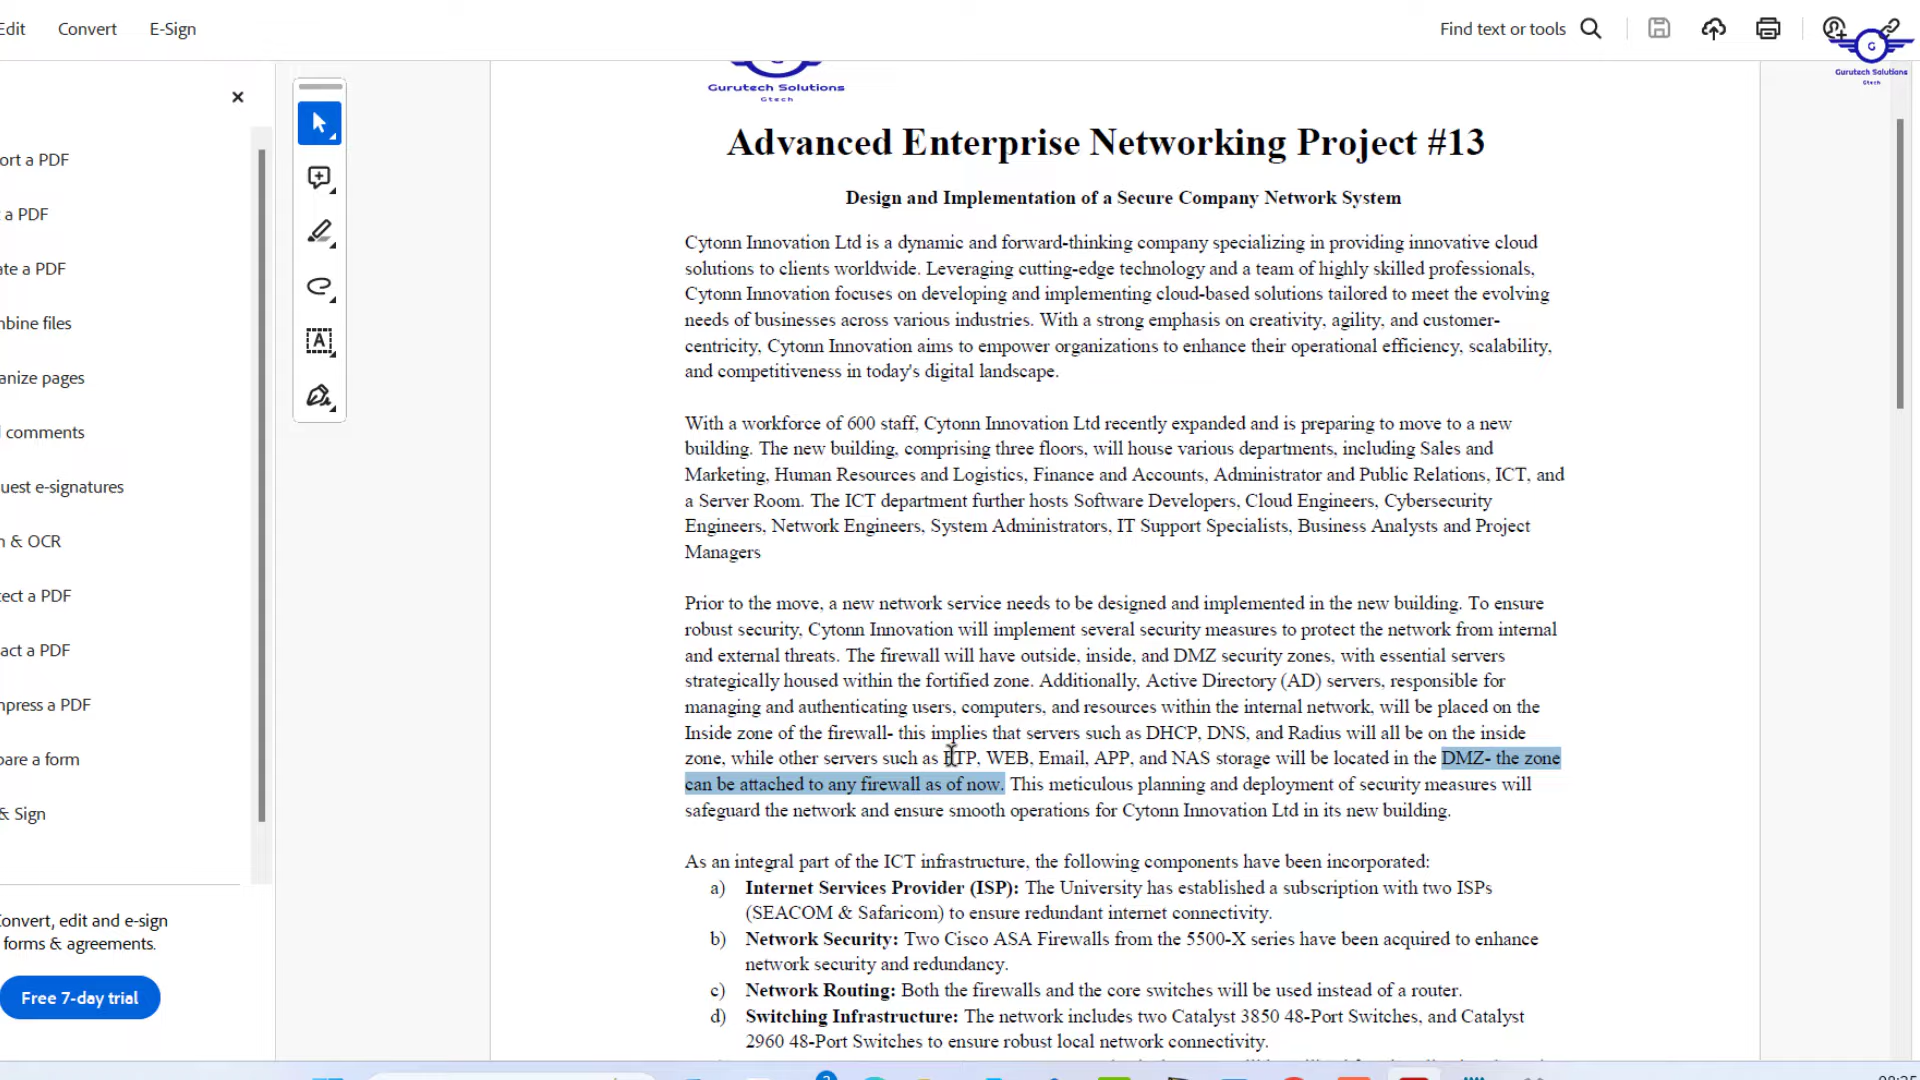 Edit Convert E-Sign Find text or tools
Gurutech Solutions
Gtech
Gurutech Solutions
Gtech
ort a PDF
a PDF
ate a PDF
nbine files
anize pages
comments
uest e-signatures
n & OCR
tect a PDF
act a PDF
npress a PDF
pare a form
& Sign
Convert, edit and e-sign
forms & agreements.
Free 7-day trial
Advanced Enterprise Networking Project #13
Design and Implementation of a Secure Company Network System
Cytonn Innovation Ltd is a dynamic and forward-thinking company specializing in providing innovative cloud
solutions to clients worldwide. Leveraging cutting-edge technology and a team of highly skilled professionals,
Cytonn Innovation focuses on developing and implementing cloud-based solutions tailored to meet the evolving
needs of businesses across various industries. With a strong emphasis on creativity, agility, and customer-
centricity, Cytonn Innovation aims to empower organizations to enhance their operational efficiency, scalability,
and competitiveness in today's digital landscape.
With a workforce of 600 staff, Cytonn Innovation Ltd recently expanded and is preparing to move to a new
building. The new building, comprising three floors, will house various departments, including Sales and
Marketing, Human Resources and Logistics, Finance and Accounts, Administrator and Public Relations, ICT, and
a Server Room. The ICT department further hosts Software Developers, Cloud Engineers, Cybersecurity
Engineers, Network Engineers, System Administrators, IT Support Specialists, Business Analysts and Project
Managers
Prior to the move, a new network service needs to be designed and implemented in the new building. To ensure
robust security, Cytonn Innovation will implement several security measures to protect the network from internal
and external threats. The firewall will have outside, inside, and DMZ security zones, with essential servers
strategically housed within the fortified zone. Additionally, Active Directory (AD) servers, responsible for
managing and authenticating users, computers, and resources within the internal network, will be placed on the
Inside zone of the firewall- this implies that servers such as DHCP, DNS, and Radius will all be on the inside
zone, while other servers such as FTP, WEB, Email, APP, and NAS storage will be located in the DMZ- the zone
can be attached to any firewall as of now. This meticulous planning and deployment of security measures will
safeguard the network and ensure smooth operations for Cytonn Innovation Ltd in its new building.
As an integral part of the ICT infrastructure, the following components have been incorporated:
a) Internet Services Provider (ISP): The University has established a subscription with two ISPs
(SEACOM & Safaricom) to ensure redundant internet connectivity.
b) Network Security: Two Cisco ASA Firewalls from the 5500-X series have been acquired to enhance
network security and redundancy.
c) Network Routing: Both the firewalls and the core switches will be used instead of a router.
d) Switching Infrastructure: The network includes two Catalyst 3850 48-Port Switches, and Catalyst
2960 48-Port Switches to ensure robust local network connectivity.